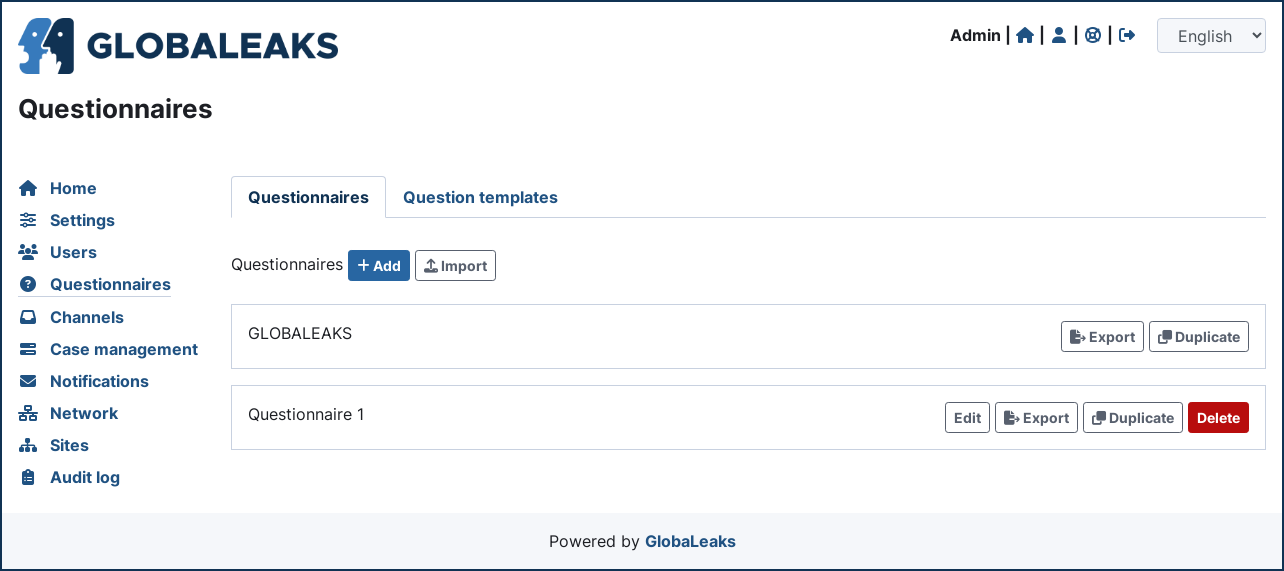 GLOBALEAKS
Admin | | | |
English
Questionnaires
Home
Settings
Users
Questionnaires
Channels
Case management
Notifications
Network
Sites
Audit log
Questionnaires Question templates
Questionnaires Add Import
GLOBALEAKS Export Duplicate
Questionnaire 1 Edit Export Duplicate Delete
Powered by GlobaLeaks